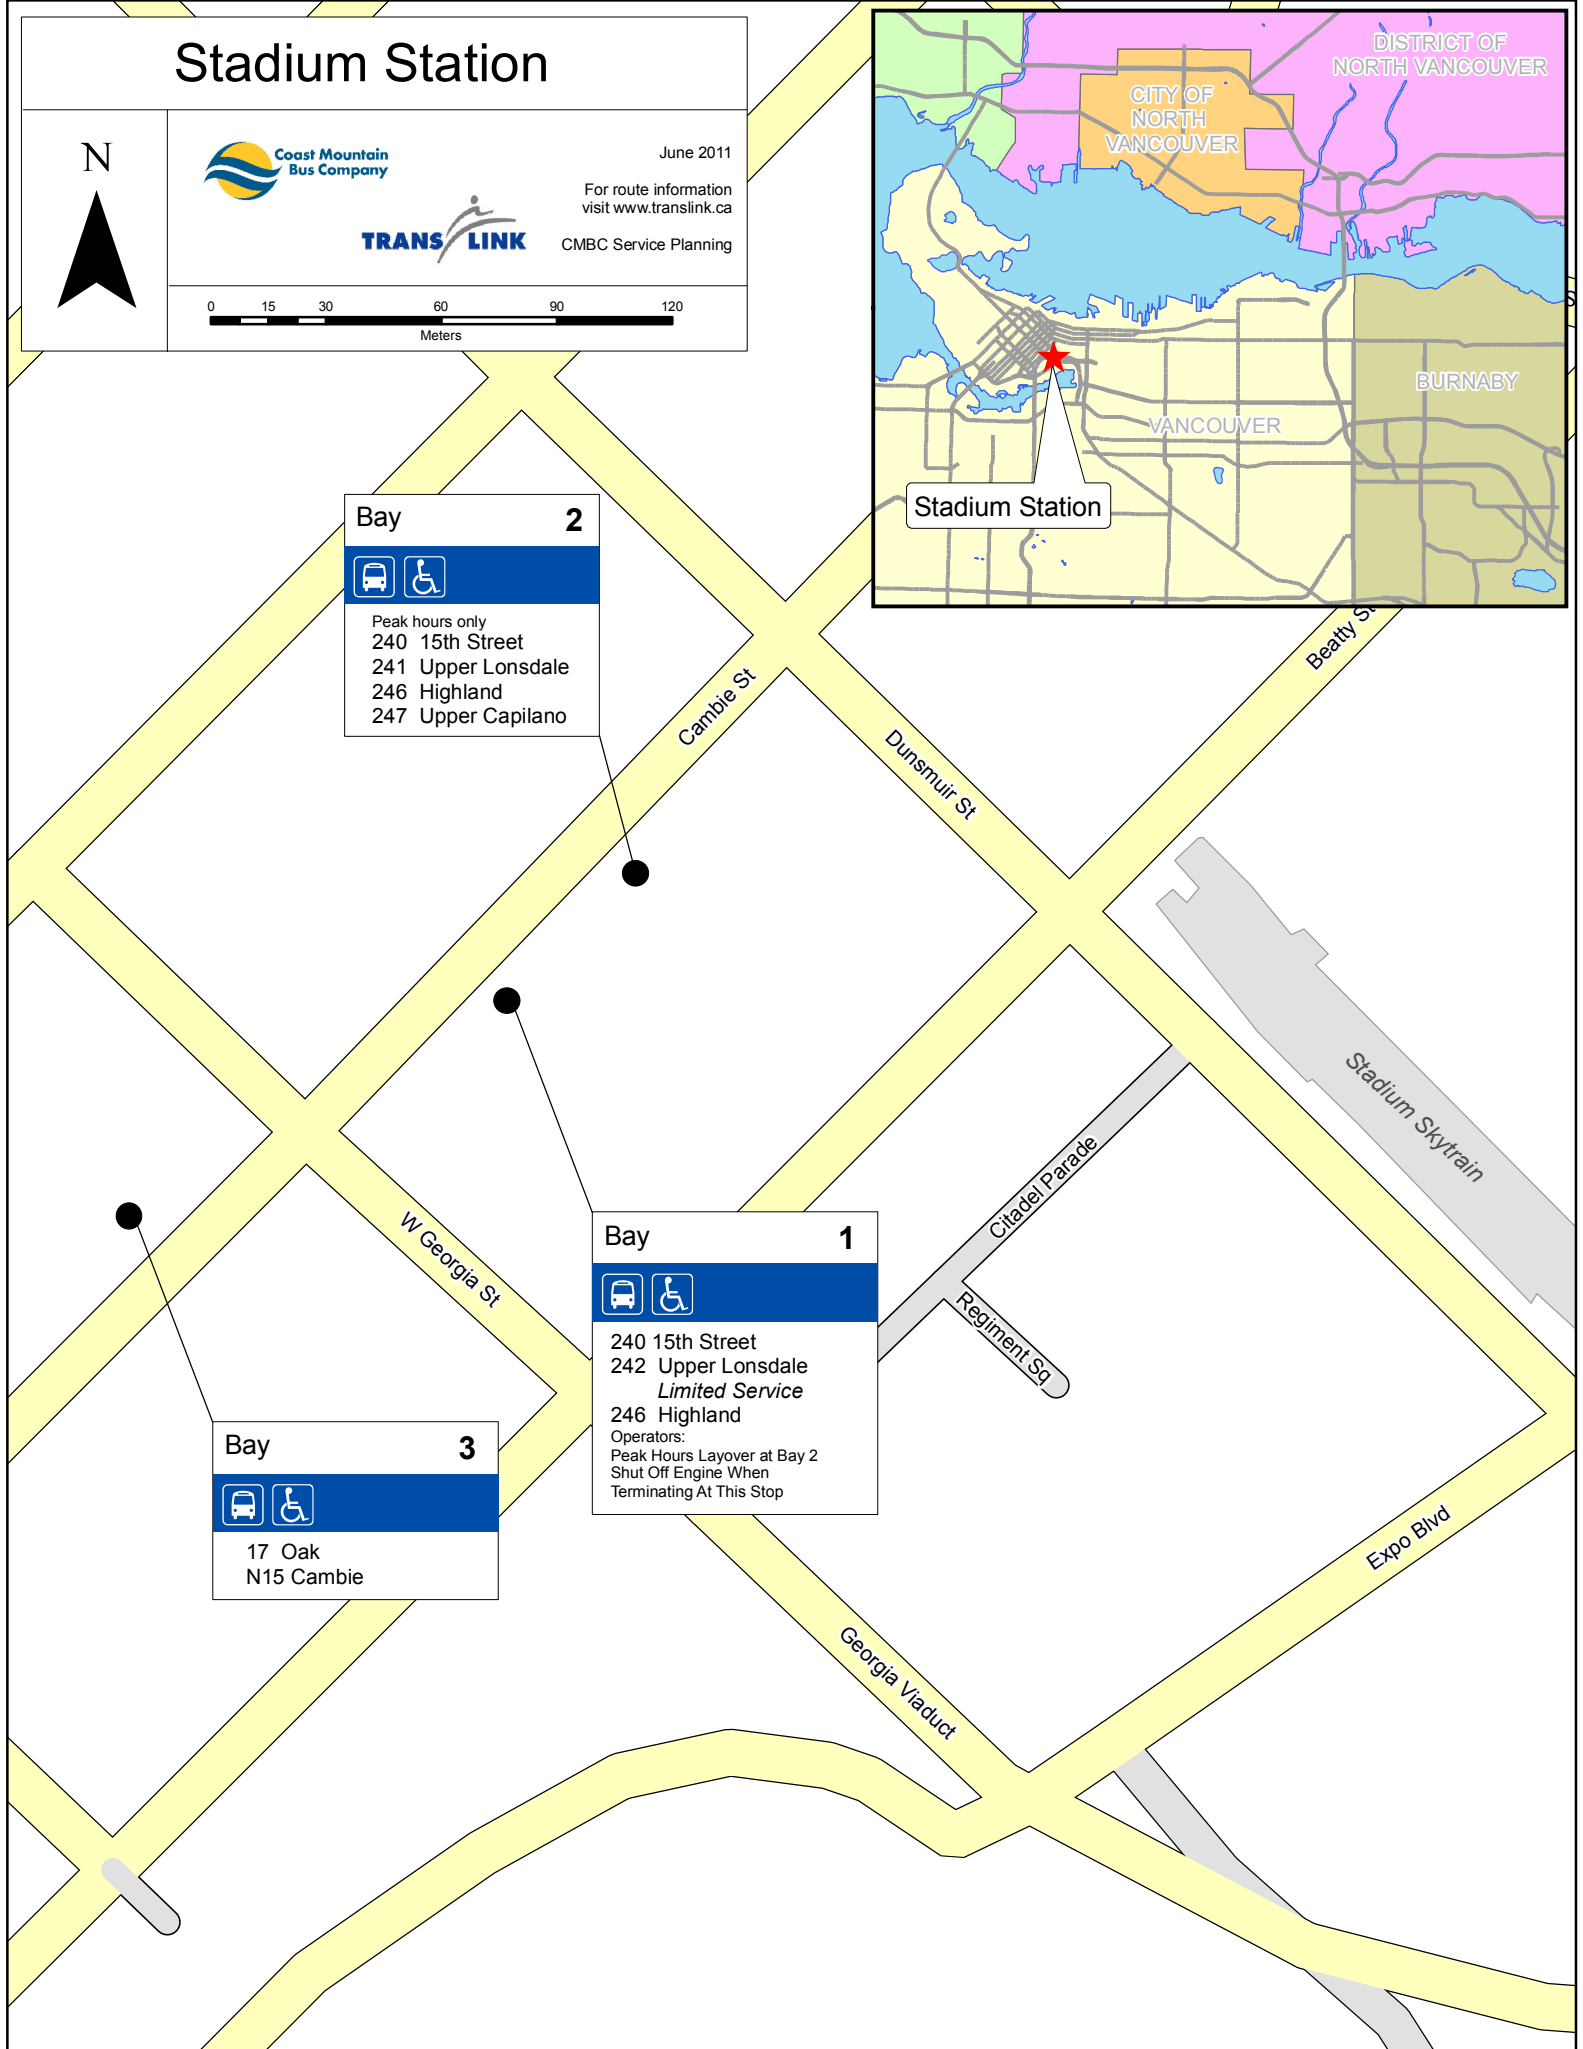 Stadium Station
N
Coast Mountain
Bus Company
TRANS LINK
June 2011
For route information
visit www.translink.ca
CMBC Service Planning
0 15 30 60 90 120
Meters
DISTRICT OF
NORTH VANCOUVER
CITY OF
NORTH
VANCOUVER
BURNABY
VANCOUVER
Stadium Station
Bay 2
Peak hours only
240 15th Street
241 Upper Lonsdale
246 Highland
247 Upper Capilano
Beatty St
Cambie St
Dunsmuir St
Stadium Skytrain
Citadel Parade
Regiment Sq
W Georgia St
Bay 1
240 15th Street
242 Upper Lonsdale
Limited Service
246 Highland
Operators:
Peak Hours Layover at Bay 2
Shut Off Engine When
Terminating At This Stop
Bay 3
17 Oak
N15 Cambie
Expo Blvd
Georgia Viaduct